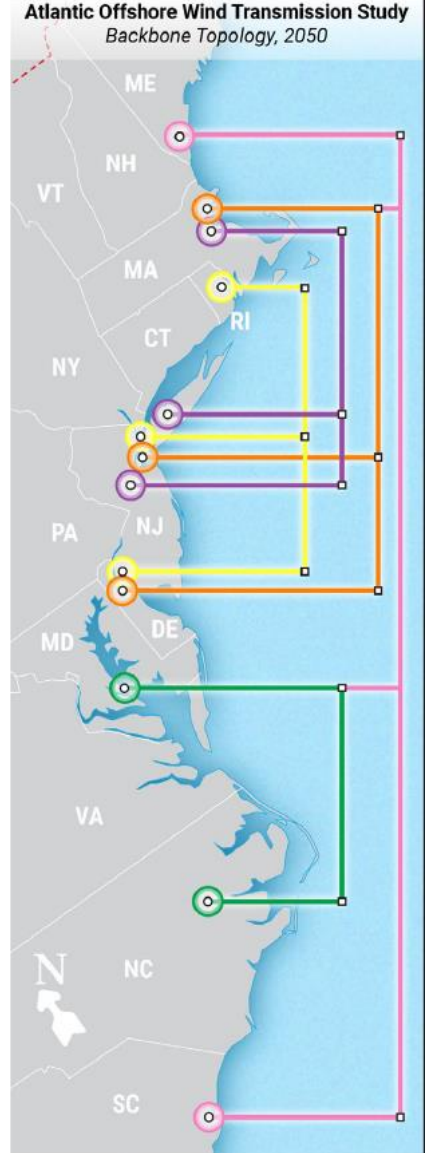 Atlantic Offshore Wind Transmission Study
Backbone Topology, 2050
ME
NH
VT
MA
RI
CT
NY
NJ
PA
DE
MD
VA
N
NC
SC